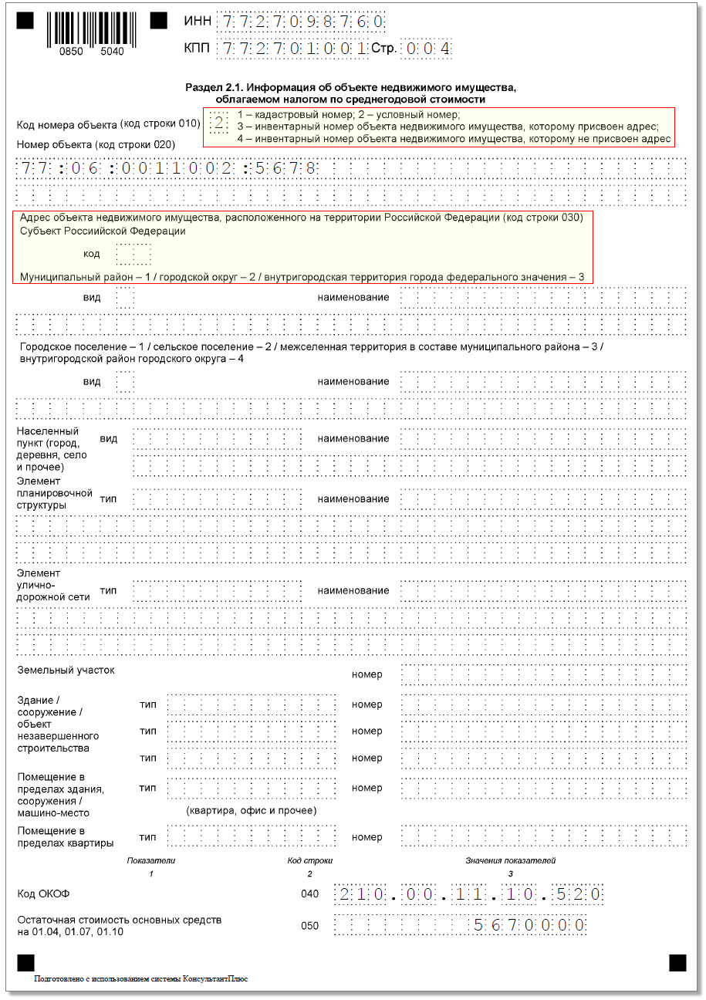 ИНН 7727098760
КПП 772701001 Стр. 004
0850 5040
Раздел 2.1. Информация об объекте недвижимого имущества,
облагаемом налогом по среднегодовой стоимости
Код номера объекта (код строки 010) 2 1 – кадастровый номер; 2 – условный номер;
3 – инвентарный номер объекта недвижимого имущества, которому присвоен адрес;
4 – инвентарный номер объекта недвижимого имущества, которому не присвоен адрес
Номер объекта (код строки 020)
77:06:0011002:5678
Адрес объекта недвижимого имущества, расположенного на территории Российской Федерации (код строки 030)
Субъект Россиийской Федерации
код
Муниципальный район – 1 / городской округ – 2 / внутригородская территория города федерального значения – 3
вид наименование
Городское поселение – 1 / сельское поселение – 2 / межселенная территория в составе муниципального района – 3 /
внутригородской район городского округа – 4
вид наименование
Населенный
пункт (город, вид наименование
деревня, село
и прочее)
Элемент
планировочной
структуры тип наименование
Элемент
улично-
дорожной сети тип наименование
Земельный участок номер
Здание / тип номер
сооружение /
объект
незавершенного тип номер
строительства
тип номер
Помещение в
пределах здания, тип номер
сооружения /
машино-место
(квартира, офис и прочее)
Помещение в
пределах квартиры тип номер
Показатели Код строки Значения показателей
1 2 3
Код ОКОФ 040 210.00.11.10.520
Остаточная стоимость основных средств
на 01.04, 01.07, 01.10 050 5670000
Подготовлено с использованием системы КонсультантПлюс